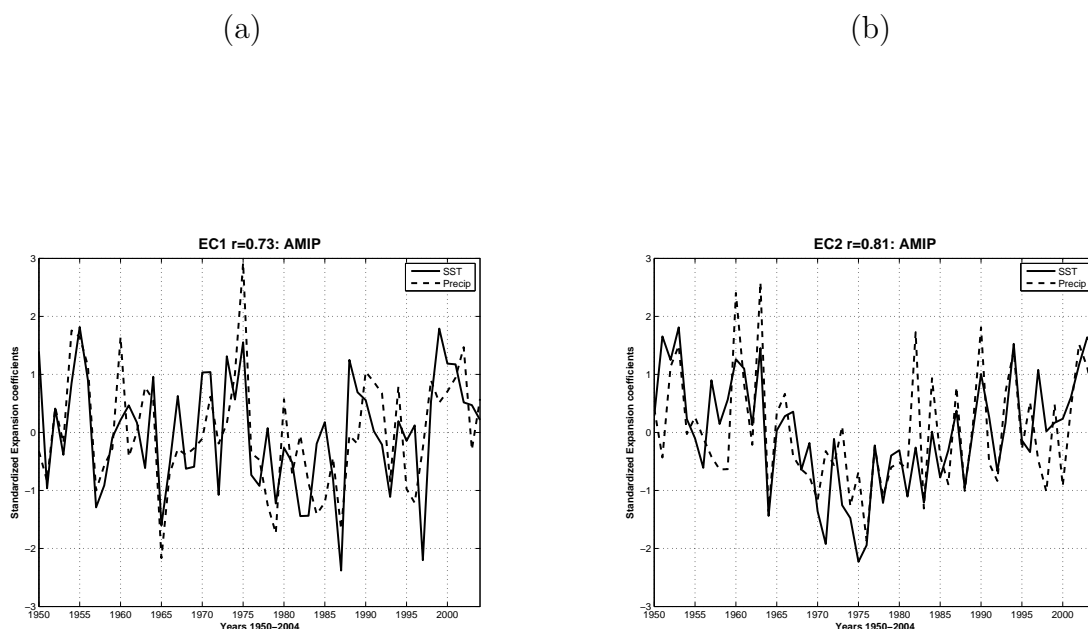 (a)
(b)
EC1 r=0.73: AMIP
3
2
1
0
−1
−2
−3
Standardized Expansion coefficients
SST
Precip
1950 1955 1960 1965 1970 1975 1980 1985 1990 1995 2000
Years 1950−2004
EC2 r=0.81: AMIP
3
2
1
0
−1
−2
−3
Standardized Expansion coefficients
SST
Precip
1950 1955 1960 1965 1970 1975 1980 1985 1990 1995 2000
Years 1950−2004